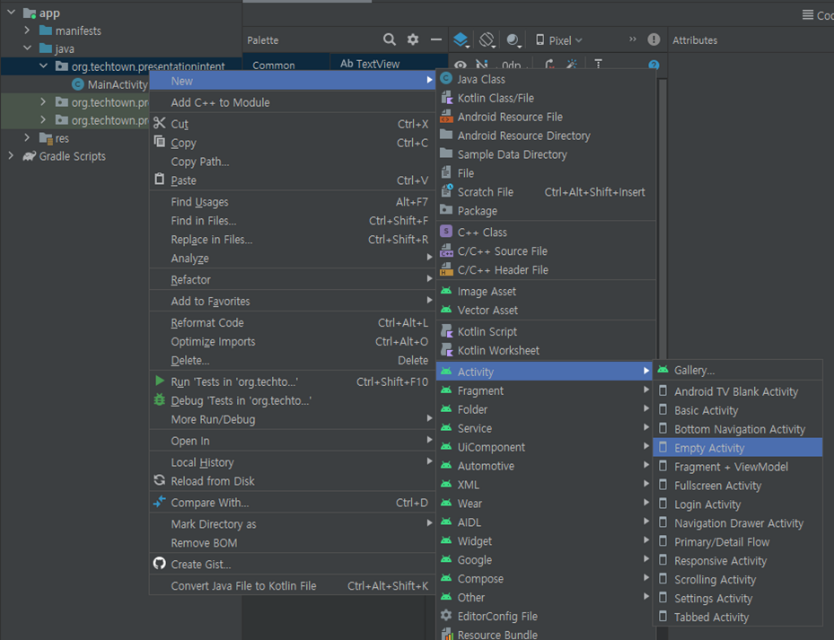 app
Code
manifests
Palette
Pixel
Attributes
java
org.techtown.presentationintent
Common
Ab TextView
MainActivity
org.techtown.pr
org.techtown.pr
res
Gradle Scripts
New
Add C++ to Module
Cut Ctrl+X
Copy Ctrl+C
Copy Path...
Paste Ctrl+V
Find Usages Alt+F7
Find in Files... Ctrl+Shift+F
Replace in Files... Ctrl+Shift+R
Analyze
Refactor
Add to Favorites
Reformat Code Ctrl+Alt+L
Optimize Imports Ctrl+Alt+O
Delete... Delete
Run 'Tests in 'org.techto...' Ctrl+Shift+F10
Debug 'Tests in 'org.techto...'
More Run/Debug
Open In
Local History
Reload from Disk
Compare With... Ctrl+D
Mark Directory as
Remove BOM
Create Gist...
Convert Java File to Kotlin File Ctrl+Alt+Shift+K
Java Class
Kotlin Class/File
Android Resource File
Android Resource Directory
Sample Data Directory
File
Scratch File Ctrl+Alt+Shift+Insert
Package
C++ Class
C/C++ Source File
C/C++ Header File
Image Asset
Vector Asset
Kotlin Script
Kotlin Worksheet
Activity
Fragment
Folder
Service
UiComponent
Automotive
XML
Wear
AIDL
Widget
Google
Compose
Other
EditorConfig File
Resource Bundle
Gallery...
Android TV Blank Activity
Basic Activity
Bottom Navigation Activity
Empty Activity
Fragment + ViewModel
Fullscreen Activity
Login Activity
Navigation Drawer Activity
Primary/Detail Flow
Responsive Activity
Scrolling Activity
Settings Activity
Tabbed Activity